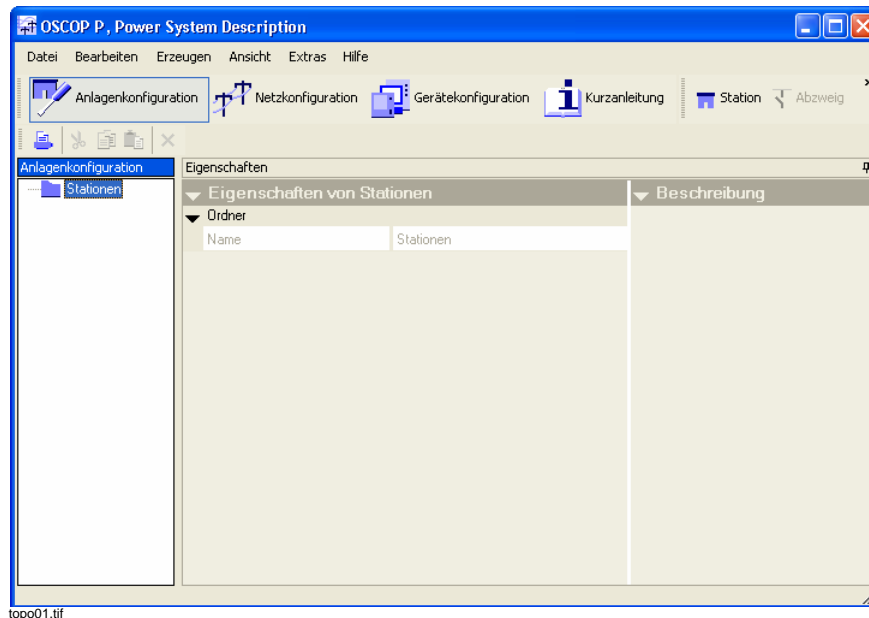 OSCOP P, Power System Description
Datei Bearbeiten Erzeugen Ansicht Extras Hilfe
Anlagenkonfiguration Netzkonfiguration Gerätekonfiguration Kurzanleitung Station Abzweig
Anlagenkonfiguration Eigenschaften
Stationen Eigenschaften von Stationen Beschreibung
Ordner
Name Stationen
topo01.tif